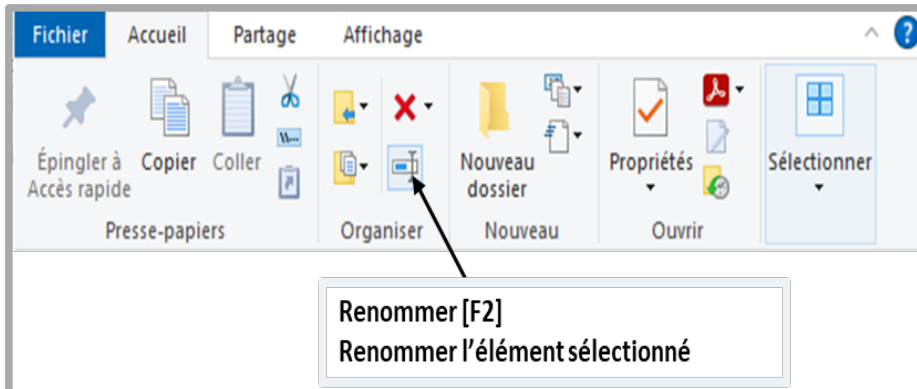 Fichier Accueil Partage Affichage
?
Épingler à
Accès rapide
Copier
Coller
\\...
Nouveau
dossier
Propriétés
Sélectionner
Presse-papiers Organiser Nouveau Ouvrir
Renommer [F2]
Renommer l'élément sélectionné